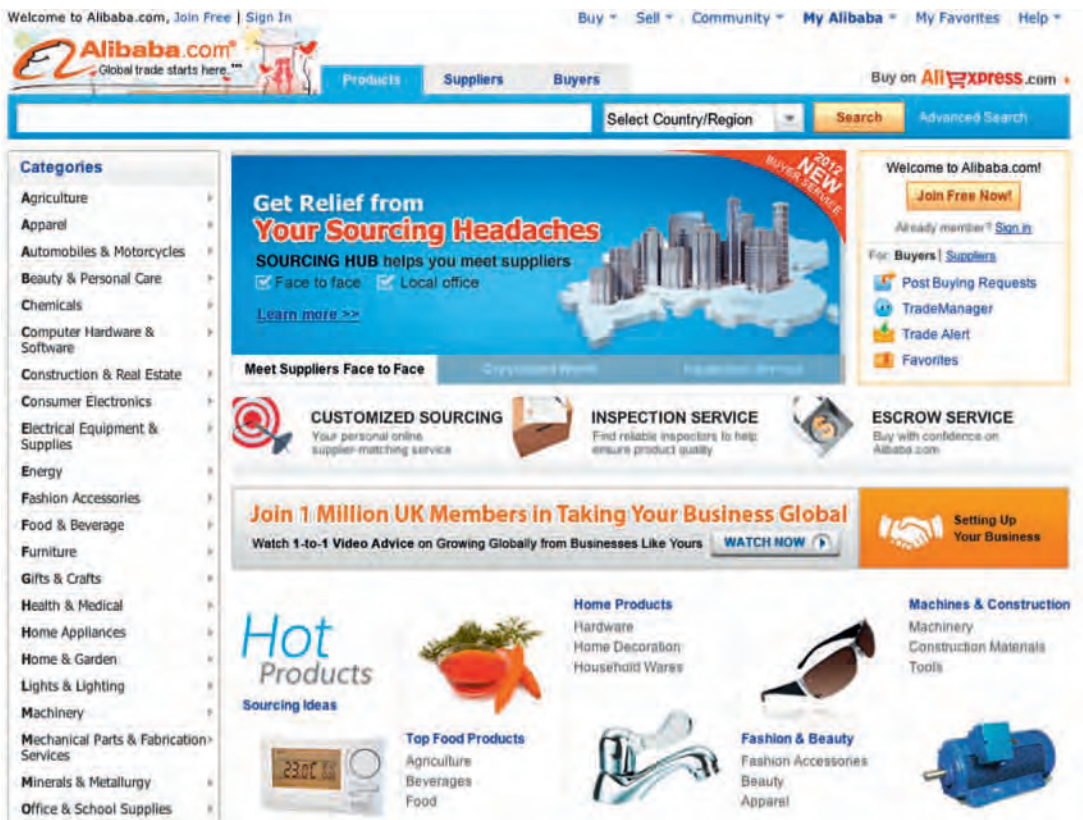 Welcome to Alibaba.com, Join Free | Sign In
Buy Sell Community My Alibaba My Favorites Help
Alibaba.com
Global trade starts here.™
Products Suppliers Buyers
Buy on AliExpress.com
Select Country/Region Search Advanced Search
Categories
Agriculture
Apparel
Automobiles & Motorcycles
Beauty & Personal Care
Chemicals
Computer Hardware &
Software
Construction & Real Estate
Consumer Electronics
Electrical Equipment &
Supplies
Energy
Fashion Accessories
Food & Beverage
Furniture
Gifts & Crafts
Health & Medical
Home Appliances
Home & Garden
Lights & Lighting
Machinery
Mechanical Parts & Fabrication
Services
Minerals & Metallurgy
Office & School Supplies
2012
NEW
BUYER SERVICE
Get Relief from
Your Sourcing Headaches
SOURCING HUB helps you meet suppliers
Face to face Local office
Learn more >>
Meet Suppliers Face to Face
Welcome to Alibaba.com!
Join Free Now!
Already member? Sign in
For: Buyers | Suppliers
Post Buying Requests
TradeManager
Trade Alert
Favorites
CUSTOMIZED SOURCING
Your personal online
supplier-matching service
INSPECTION SERVICE
Find reliable inspectors to help
ensure product quality
ESCROW SERVICE
Buy with confidence on
Alibaba.com
Join 1 Million UK Members in Taking Your Business Global
Watch 1-to-1 Video Advice on Growing Globally from Businesses Like Yours WATCH NOW
Setting Up
Your Business
Hot
Products
Sourcing Ideas
Home Products
Hardware
Home Decoration
Household Wares
Machines & Construction
Machinery
Construction Materials
Tools
Top Food Products
Agriculture
Beverages
Food
Fashion & Beauty
Fashion Accessories
Beauty
Apparel